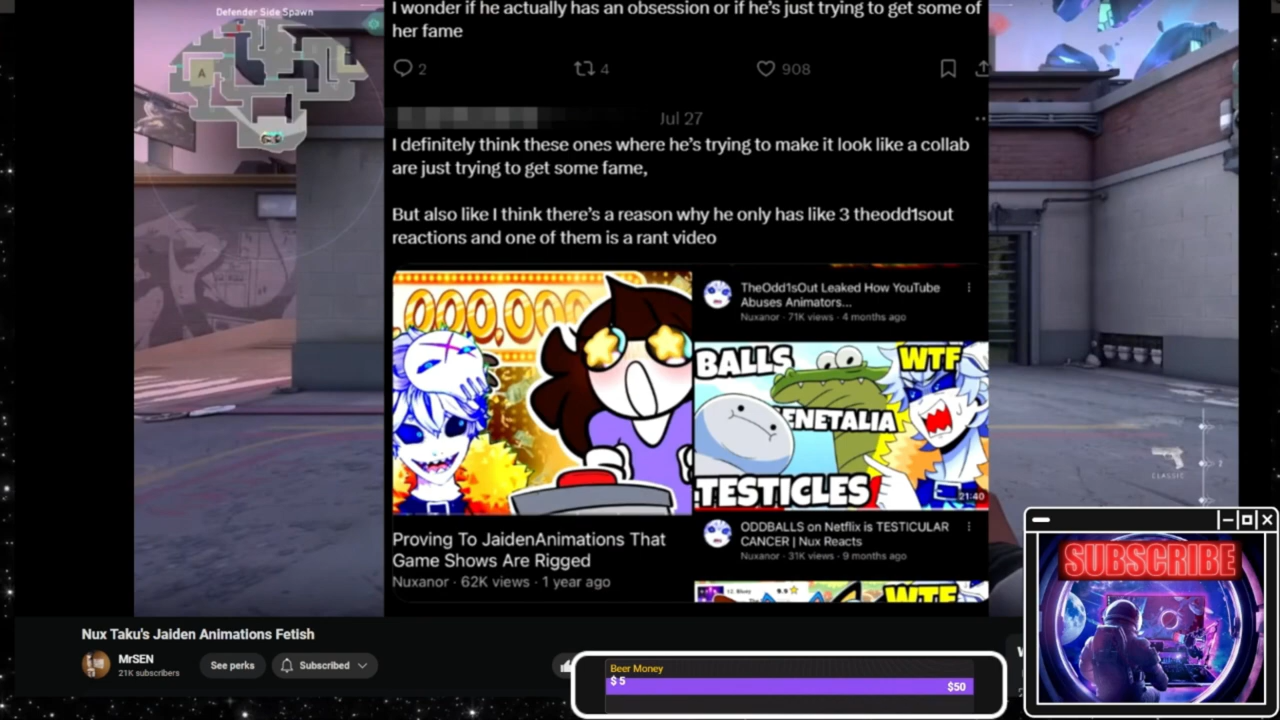 Defender Side Spawn
A
I wonder if he actually has an obsession or if he's just trying to get some of
her fame
2
4
908
Jul 27
I definitely think these ones where he's trying to make it look like a collab
are just trying to get some fame,
But also like I think there's a reason why he only has like 3 theodd1sout
reactions and one of them is a rant video
.000,000
TheOdd1sOut Leaked How YouTube
Abuses Animators...
Nuxanor · 71K views · 4 months ago
BALLS
WTF
ENETALIA
TESTICLES
21:40
Proving To JaidenAnimations That
Game Shows Are Rigged
Nuxanor · 62K views · 1 year ago
ODDBALLS on Netflix is TESTICULAR
CANCER | Nux Reacts
Nuxanor · 31K views · 9 months ago
WTF
CLASSIC
2
Nux Taku's Jaiden Animations Fetish
MrSEN
21K subscribers
See perks
Subscribed
Beer Money
$ 5
$50
SUBSCRIBE